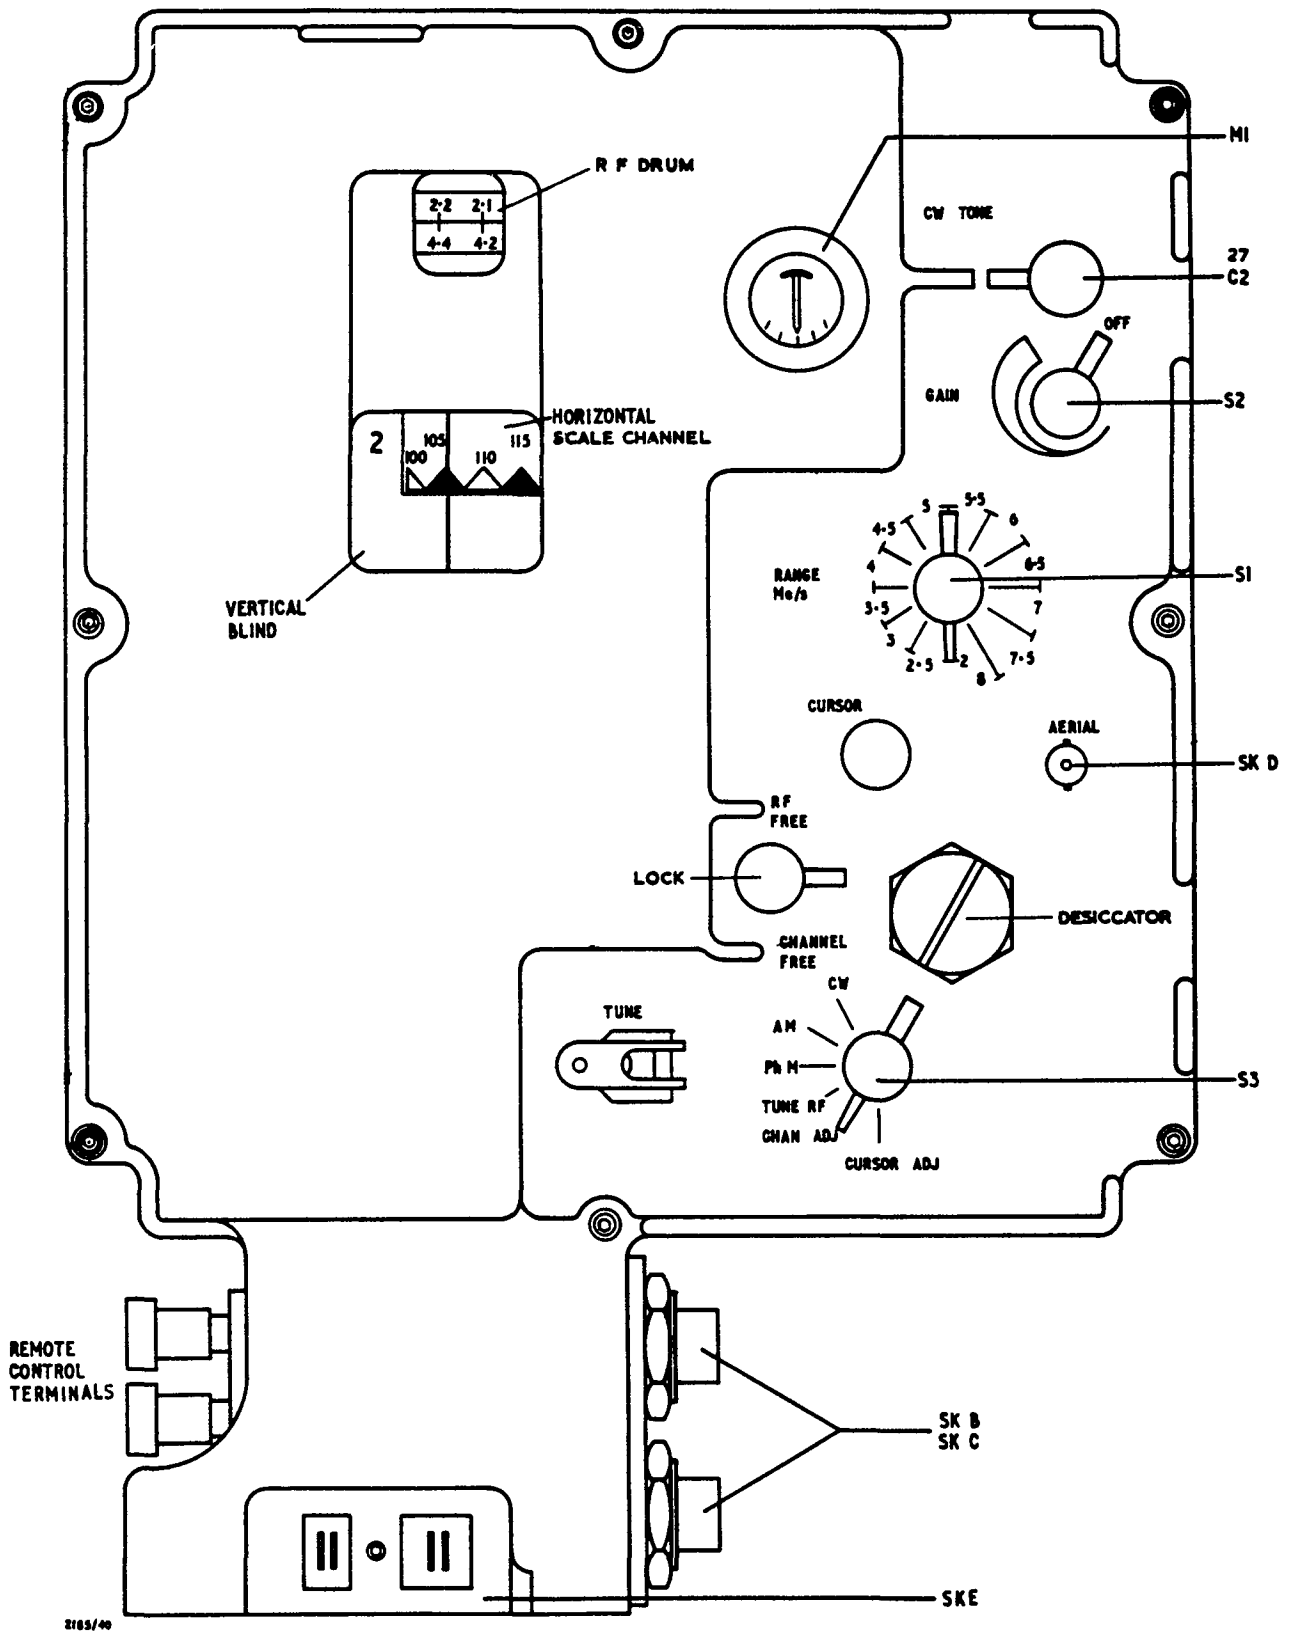 M1
R F DRUM
2·2 2·1
4·4 4·2
CW TONE
27
C2
OFF
GAIN
S2
HORIZONTAL
SCALE CHANNEL
2
100
105
110
115
VERTICAL
BLIND
RANGE
Mc/s
2
2·5
3
3·5
4
4·5
5
5·5
6
6·5
7
7·5
8
S1
CURSOR
AERIAL
SK D
RF
FREE
LOCK
DESICCATOR
CHANNEL
FREE
TUNE
CW
AM
Ph M
TUNE RF
CHAN ADJ
CURSOR ADJ
S3
REMOTE
CONTROL
TERMINALS
SK B
SK C
SKE
2165/40